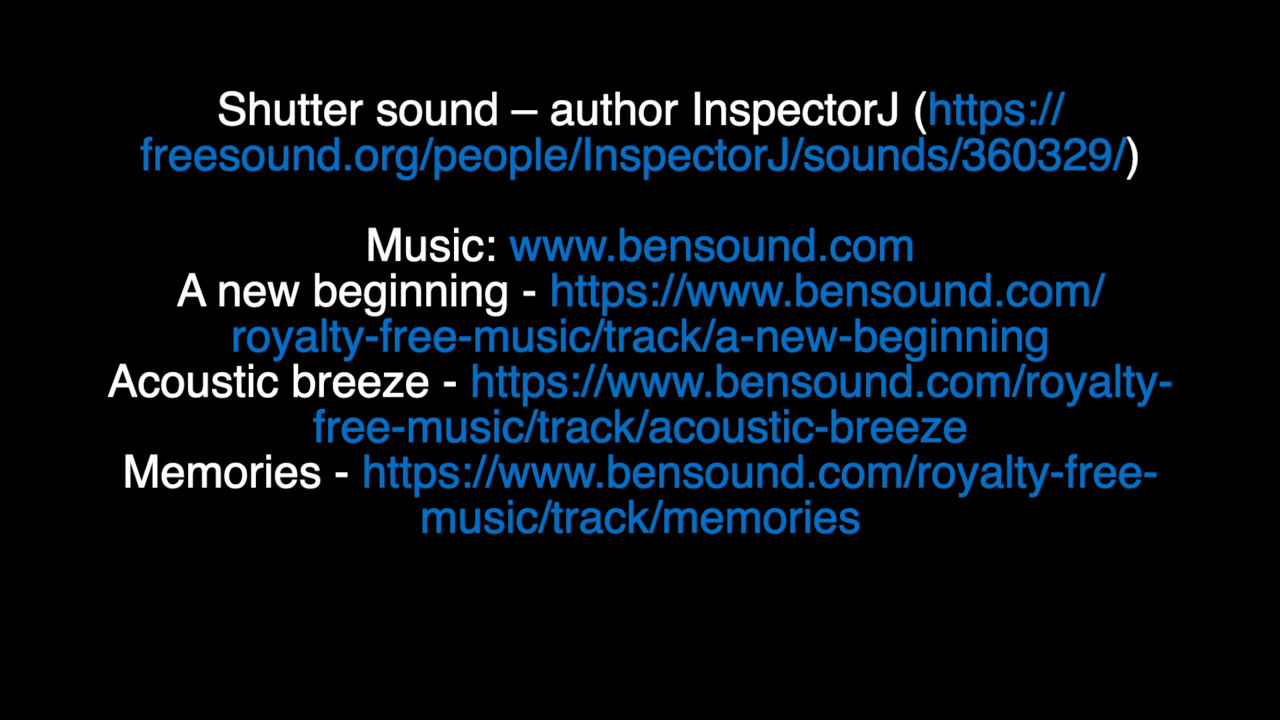 Shutter sound – author InspectorJ (https://
freesound.org/people/InspectorJ/sounds/360329/)
Music: www.bensound.com
A new beginning - https://www.bensound.com/
royalty-free-music/track/a-new-beginning
Acoustic breeze - https://www.bensound.com/royalty-
free-music/track/acoustic-breeze
Memories - https://www.bensound.com/royalty-free-
music/track/memories